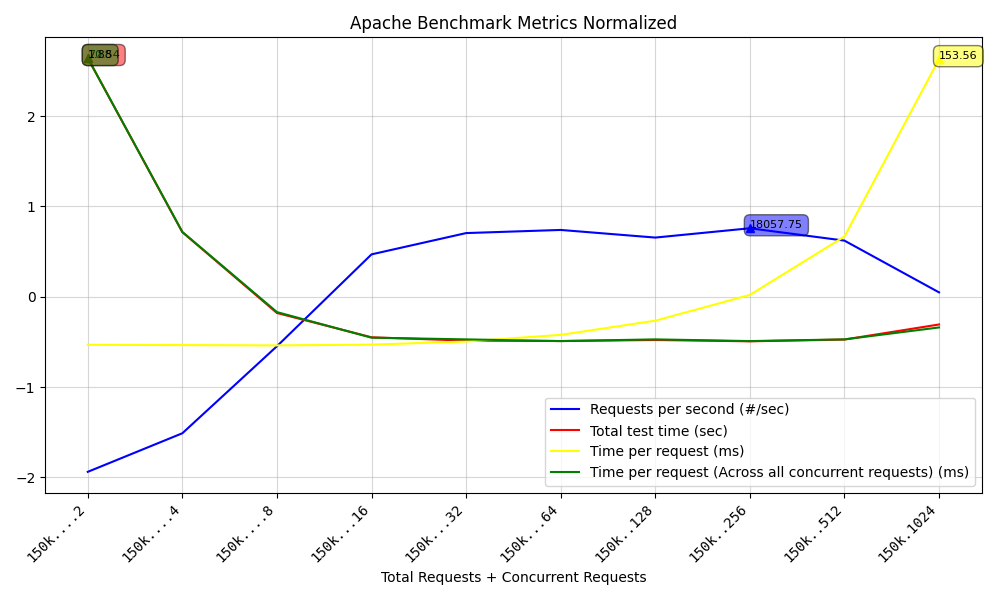 Apache Benchmark Metrics Normalized
153.56
18057.75
2
1
0
−1
−2
Requests per second (#/sec)
Total test time (sec)
Time per request (ms)
Time per request (Across all concurrent requests) (ms)
150k....2
150k....4
150k....8
150k...16
150k...32
150k...64
150k..128
150k..256
150k..512
150k.1024
Total Requests + Concurrent Requests